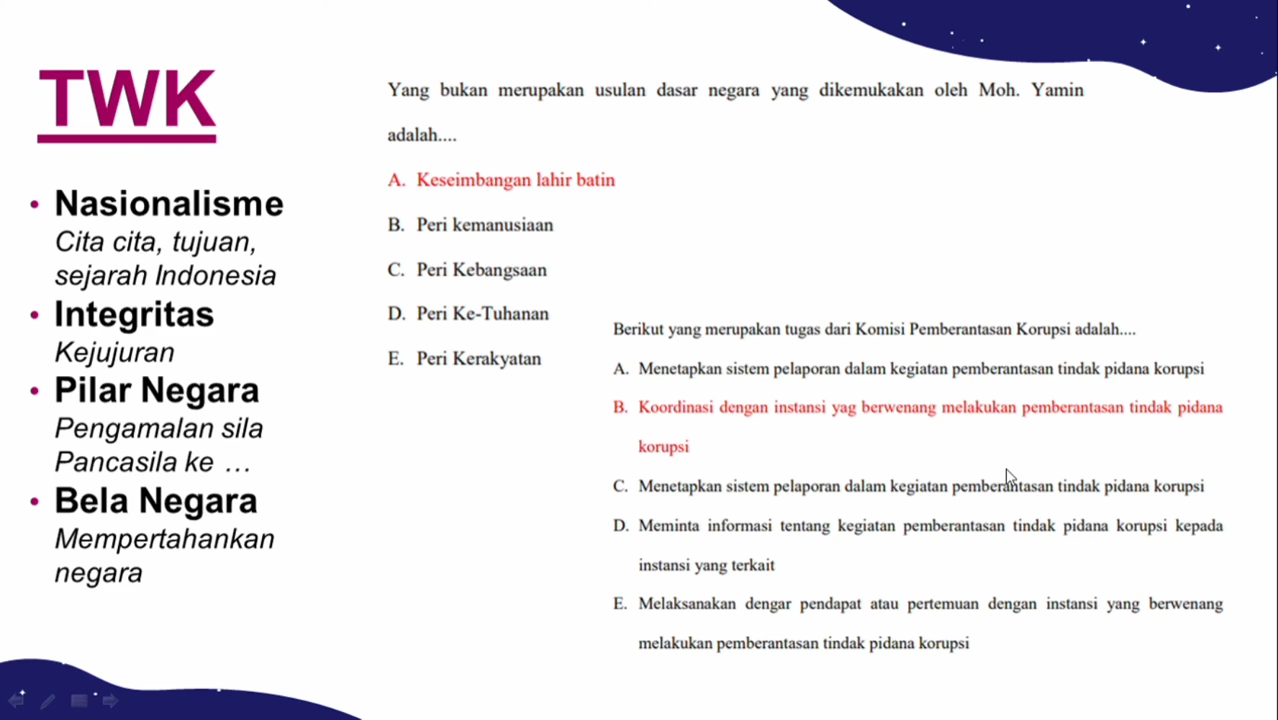 TWK
• Nasionalisme
Cita cita, tujuan,
sejarah Indonesia
• Integritas
Kejujuran
• Pilar Negara
Pengamalan sila
Pancasila ke …
• Bela Negara
Mempertahankan
negara
Yang bukan merupakan usulan dasar negara yang dikemukakan oleh Moh. Yamin
adalah....
A. Keseimbangan lahir batin
B. Peri kemanusiaan
C. Peri Kebangsaan
D. Peri Ke-Tuhanan
E. Peri Kerakyatan
Berikut yang merupakan tugas dari Komisi Pemberantasan Korupsi adalah....
A. Menetapkan sistem pelaporan dalam kegiatan pemberantasan tindak pidana korupsi
B. Koordinasi dengan instansi yag berwenang melakukan pemberantasan tindak pidana
korupsi
C. Menetapkan sistem pelaporan dalam kegiatan pemberantasan tindak pidana korupsi
D. Meminta informasi tentang kegiatan pemberantasan tindak pidana korupsi kepada
instansi yang terkait
E. Melaksanakan dengar pendapat atau pertemuan dengan instansi yang berwenang
melakukan pemberantasan tindak pidana korupsi